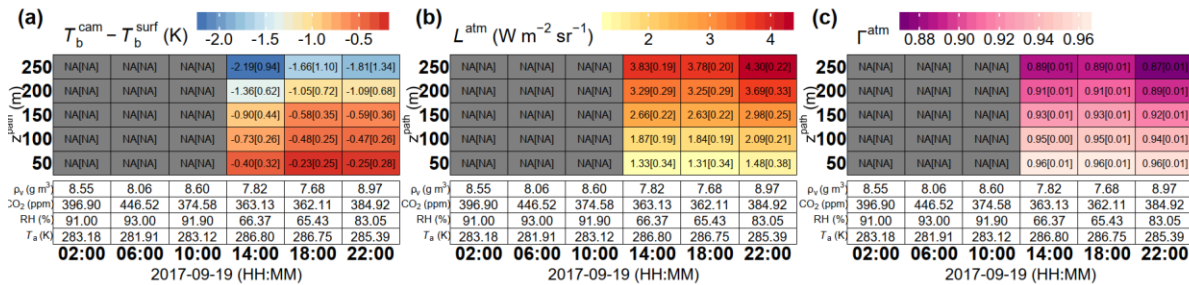 (a) T_b^cam − T_b^surf (K) -2.0 -1.5 -1.0 -0.5
250 NA[NA] NA[NA] NA[NA] -2.19[0.94] -1.66[1.10] -1.81[1.34]
200 NA[NA] NA[NA] NA[NA] -1.36[0.62] -1.05[0.72] -1.09[0.68]
150 NA[NA] NA[NA] NA[NA] -0.90[0.44] -0.58[0.35] -0.59[0.36]
100 NA[NA] NA[NA] NA[NA] -0.73[0.26] -0.48[0.25] -0.47[0.26]
50 NA[NA] NA[NA] NA[NA] -0.40[0.32] -0.23[0.25] -0.25[0.28]
z^path (m)
ρ_v (g m³) 8.55 8.06 8.60 7.82 7.68 8.97
CO₂ (ppm) 396.90 446.52 374.58 363.13 362.11 384.92
RH (%) 91.00 93.00 91.90 66.37 65.43 83.05
T_a (K) 283.18 281.91 283.12 286.80 286.75 285.39
02:00 06:00 10:00 14:00 18:00 22:00
2017-09-19 (HH:MM)
(b) L^atm (W m⁻² sr⁻¹) 2 3 4
250 NA[NA] NA[NA] NA[NA] 3.83[0.19] 3.78[0.20] 4.30[0.22]
200 NA[NA] NA[NA] NA[NA] 3.29[0.29] 3.25[0.29] 3.69[0.33]
150 NA[NA] NA[NA] NA[NA] 2.66[0.22] 2.63[0.22] 2.98[0.25]
100 NA[NA] NA[NA] NA[NA] 1.87[0.19] 1.84[0.19] 2.09[0.21]
50 NA[NA] NA[NA] NA[NA] 1.33[0.34] 1.31[0.34] 1.48[0.38]
z^path (m)
ρ_v (g m³) 8.55 8.06 8.60 7.82 7.68 8.97
CO₂ (ppm) 396.90 446.52 374.58 363.13 362.11 384.92
RH (%) 91.00 93.00 91.90 66.37 65.43 83.05
T_a (K) 283.18 281.91 283.12 286.80 286.75 285.39
02:00 06:00 10:00 14:00 18:00 22:00
2017-09-19 (HH:MM)
(c) Γ^atm 0.88 0.90 0.92 0.94 0.96
250 NA[NA] NA[NA] NA[NA] 0.89[0.01] 0.89[0.01] 0.87[0.01]
200 NA[NA] NA[NA] NA[NA] 0.91[0.01] 0.91[0.01] 0.89[0.01]
150 NA[NA] NA[NA] NA[NA] 0.93[0.01] 0.93[0.01] 0.92[0.01]
100 NA[NA] NA[NA] NA[NA] 0.95[0.00] 0.95[0.01] 0.94[0.01]
50 NA[NA] NA[NA] NA[NA] 0.96[0.01] 0.96[0.01] 0.96[0.01]
z^path (m)
ρ_v (g m³) 8.55 8.06 8.60 7.82 7.68 8.97
CO₂ (ppm) 396.90 446.52 374.58 363.13 362.11 384.92
RH (%) 91.00 93.00 91.90 66.37 65.43 83.05
T_a (K) 283.18 281.91 283.12 286.80 286.75 285.39
02:00 06:00 10:00 14:00 18:00 22:00
2017-09-19 (HH:MM)